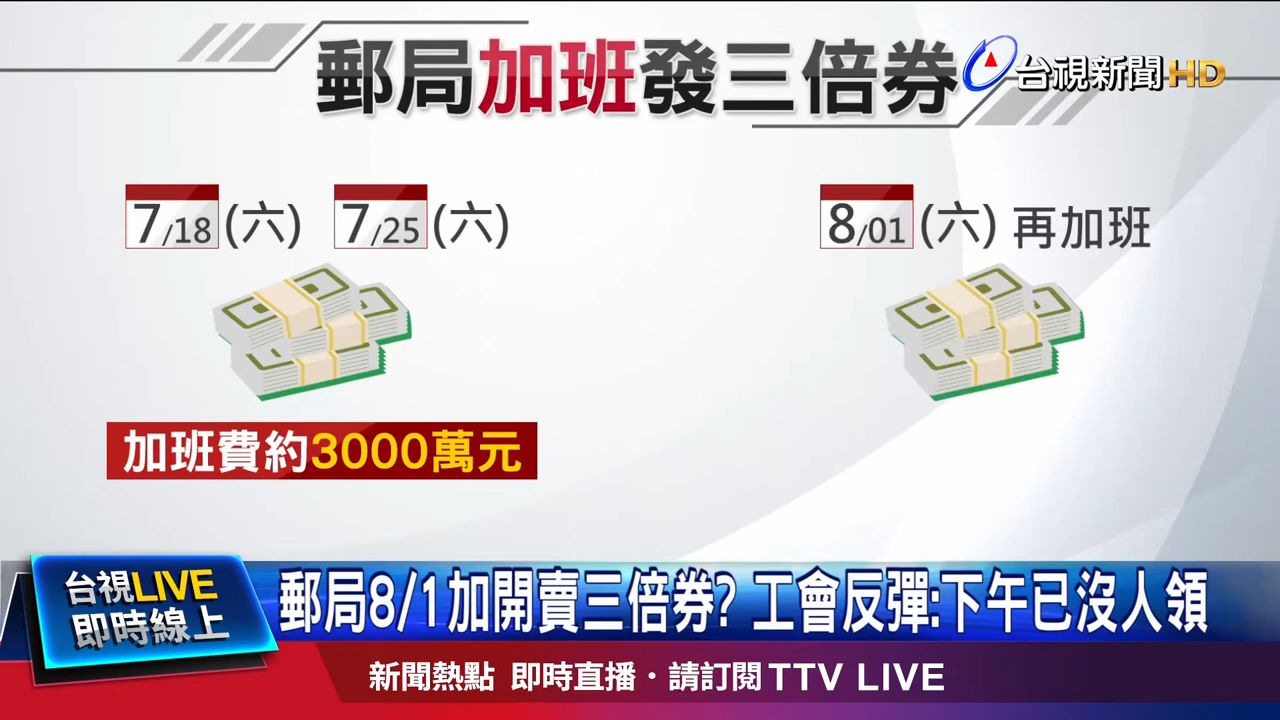 郵局加班發三倍券
台視新聞HD
7/18(六) 7/25(六)
8/01(六)再加班
加班費約3000萬元
台視LIVE
即時線上
郵局8/1加開賣三倍券? 工會反彈:下午已沒人領
新聞熱點 即時直播・請訂閱TTV LIVE